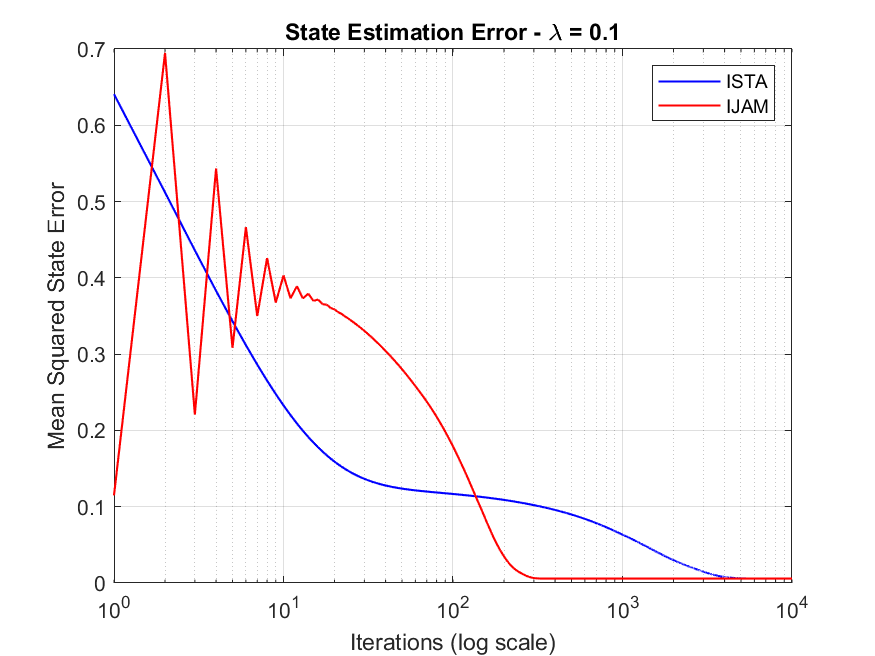 State Estimation Error - λ = 0.1
ISTA
IJAM
Mean Squared State Error
0.7
0.6
0.5
0.4
0.3
0.2
0.1
0
10^0
10^1
10^2
10^3
10^4
Iterations (log scale)